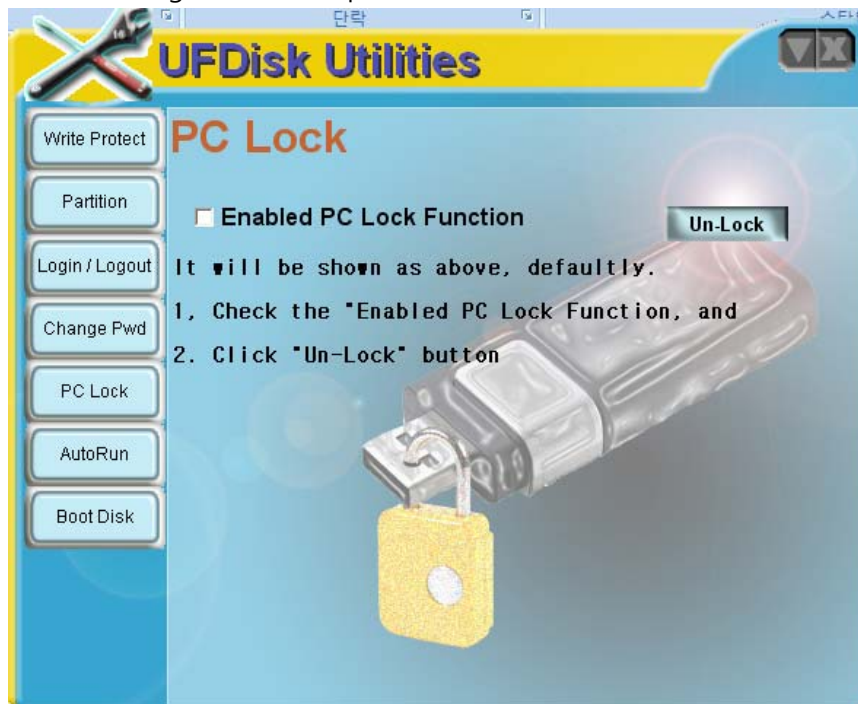 단락
UFDisk Utilities
Write Protect
Partition
Login / Logout
Change Pwd
PC Lock
AutoRun
Boot Disk
PC Lock
Enabled PC Lock Function
Un-Lock
It will be shown as above, defaultly.
1, Check the "Enabled PC Lock Function, and
2. Click "Un-Lock" button